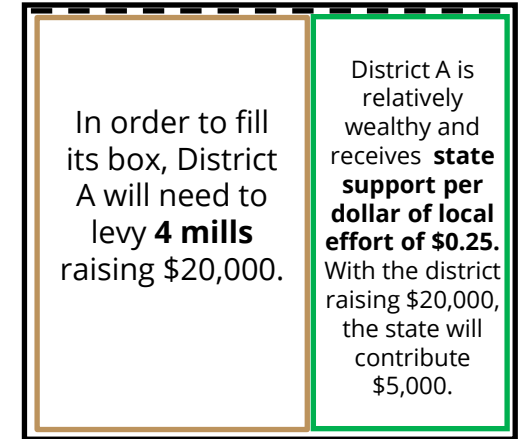 In order to fill
its box, District
A will need to
levy 4 mills
raising $20,000.
District A is
relatively
wealthy and
receives state
support per
dollar of local
effort of $0.25.
With the district
raising $20,000,
the state will
contribute
$5,000.